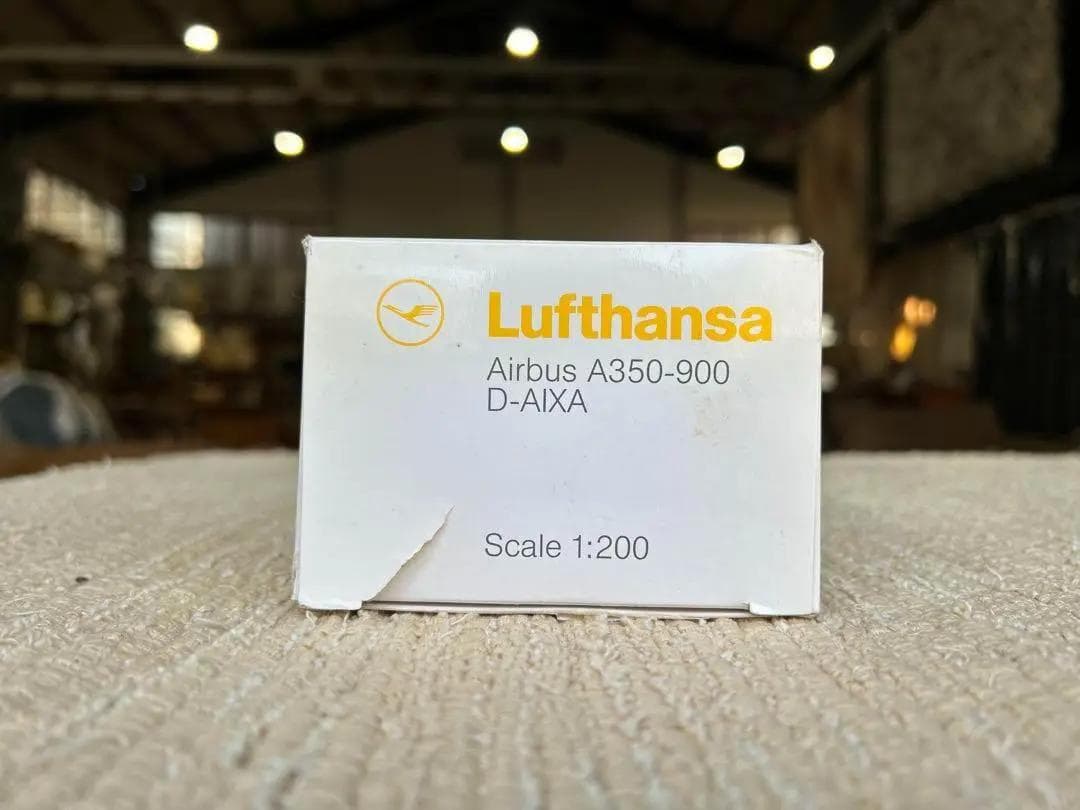 Lufthansa
Airbus A350-900
D-AIXA
Scale 1:200